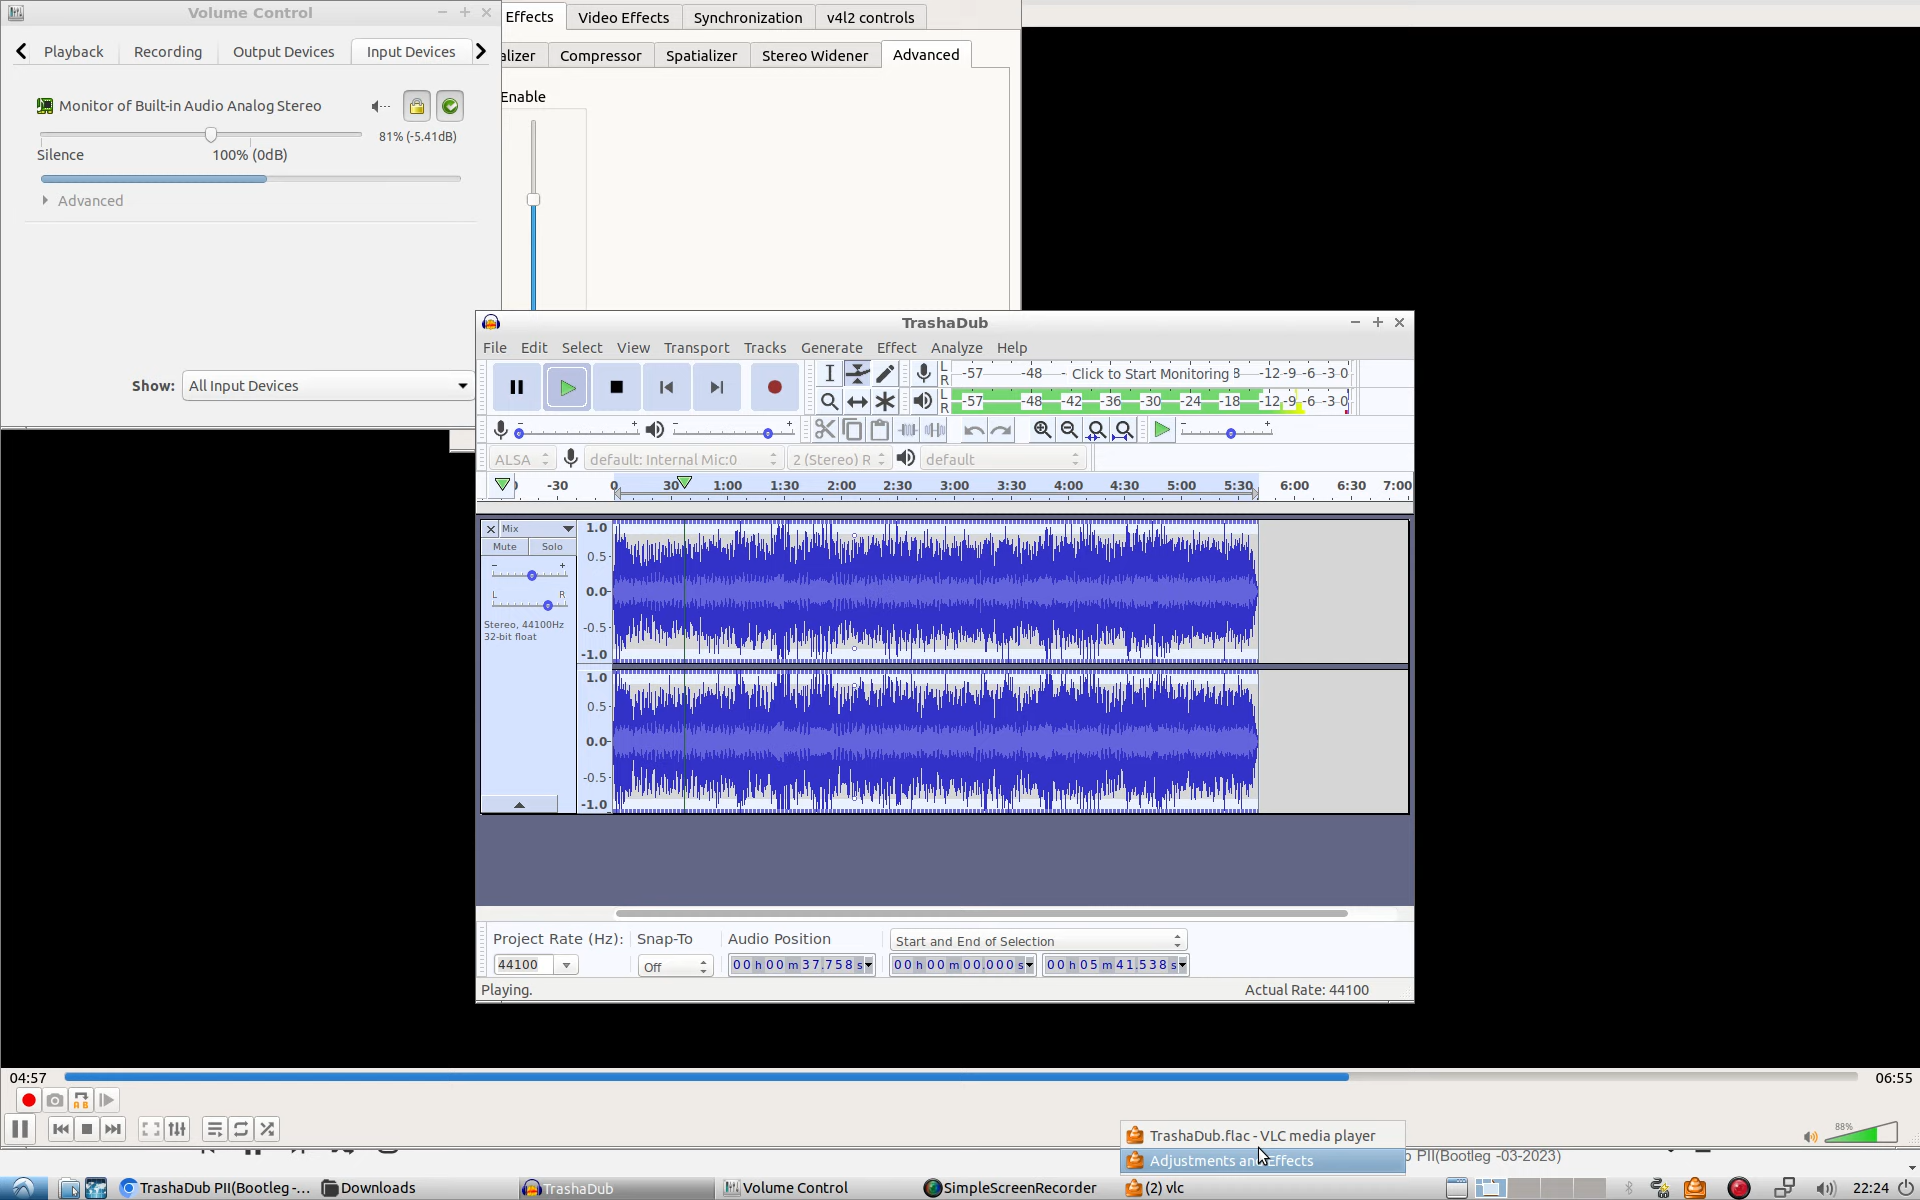 Volume Control
Playback
Recording
Output Devices
Input Devices
Monitor of Built-in Audio Analog Stereo
81% (-5.41dB)
Silence
100% (0dB)
Advanced
Show:
All Input Devices
Effects
Video Effects
Synchronization
v4l2 controls
alizer
Compressor
Spatializer
Stereo Widener
Advanced
Enable
TrashaDub
File
Edit
Select
View
Transport
Tracks
Generate
Effect
Analyze
Help
L
R
-57 -48 - Click to Start Monitoring 8 -12 -9 -6 -3 0
L
R
-57 -48 -42 -36 -30 -24 -18 -12 -9 -6 -3 0
ALSA
default: Internal Mic:0
2 (Stereo) R
default
-30 0 30 1:00 1:30 2:00 2:30 3:00 3:30 4:00 4:30 5:00 5:30 6:00 6:30 7:00
Mix
Mute
Solo
L
R
Stereo, 44100Hz
32-bit float
1.0
0.5
0.0
-0.5
-1.0
1.0
0.5
0.0
-0.5
-1.0
Project Rate (Hz):
Snap-To
Audio Position
Start and End of Selection
44100
Off
00 h 00 m 37.758 s
00 h 00 m 00.000 s
00 h 05 m 41.538 s
Playing.
Actual Rate: 44100
04:57
06:55
AB
88%
TrashaDub.flac - VLC media player
Adjustments and Effects
PII(Bootleg -03-2023)
TrashaDub PII(Bootleg -...
Downloads
TrashaDub
Volume Control
SimpleScreenRecorder
(2) vlc
22:24